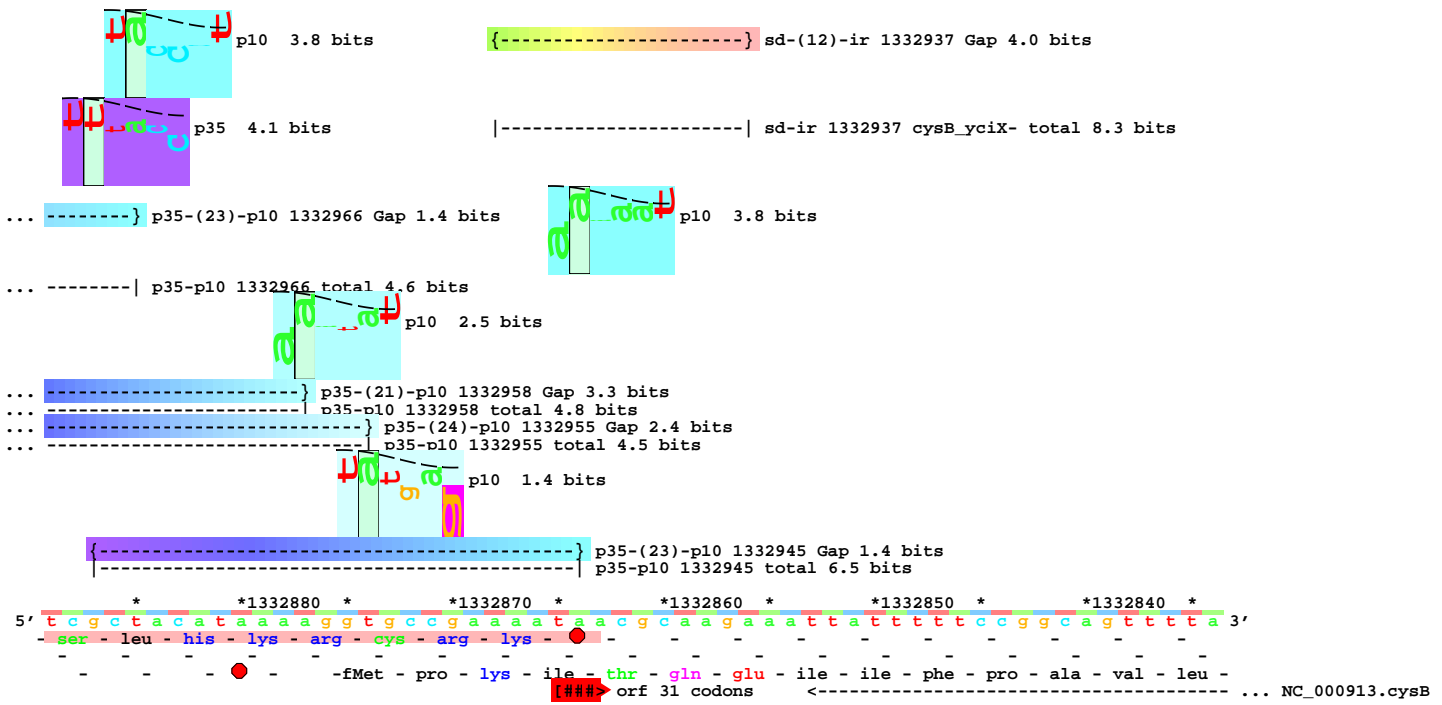 t a c c t p10 3.8 bits
{------------------------} sd-(12)-ir 1332937 Gap 4.0 bits
t t t a c c p35 4.1 bits
|-----------------------| sd-ir 1332937 cysB_yciX- total 8.3 bits
... --------} p35-(23)-p10 1332966 Gap 1.4 bits
a a a a t p10 3.8 bits
... --------| p35-p10 1332966 total 4.6 bits
a a t a t p10 2.5 bits
... ------------------------} p35-(21)-p10 1332958 Gap 3.3 bits
... ------------------------| p35-p10 1332958 total 4.8 bits
... ------------------------------} p35-(24)-p10 1332955 Gap 2.4 bits
... ------------------------------| p35-p10 1332955 total 4.5 bits
t a t g a g p10 1.4 bits
{---------------------------------------------} p35-(23)-p10 1332945 Gap 1.4 bits
|---------------------------------------------| p35-p10 1332945 total 6.5 bits
* *1332880 * *1332870 * *1332860 * *1332850 * *1332840 *
5' t c g c t a c a t a a a a g g t g c c g a a a a t a a c g c a a g a a a t t a t t t t t c c g g c a g t t t t a 3'
- ser - leu - his - lys - arg - cys - arg - lys - - - - - - - - - -
- - - - - - - - - - - - - - - - - -
- - - -fMet - pro - lys - ile - thr - gln - glu - ile - ile - phe - pro - ala - val - leu -
[###> orf 31 codons <--------------------------------------- ... NC_000913.cysB